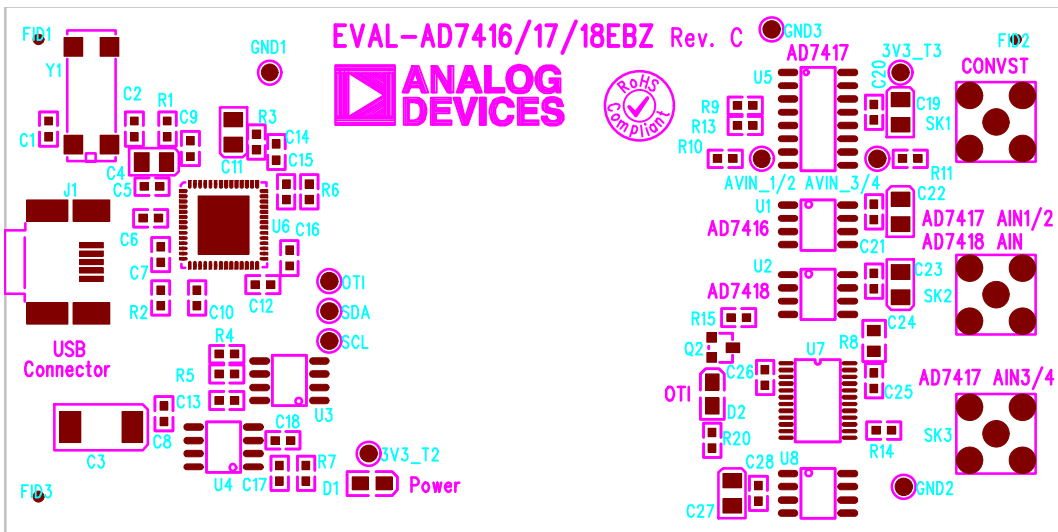 FID1
Y1
GND1
EVAL-AD7416/17/18EBZ Rev. C
GND3
AD7417
3V3_T3
FID2
CONVST
ANALOG
DEVICES
RoHS
Compliant
U5
C20
C19
SK1
C1
C2
R1
C9
C4
C5
C11
R3
C14
C15
R9
R13
R10
R11
AVIN_1/2
AVIN_3/4
J1
R6
U6
C16
C6
C7
C12
R2
C10
U1
AD7416
C22
C21
AD7417 AIN1/2
AD7418 AIN
U2
AD7418
C23
SK2
OTI
SDA
SCL
R15
Q2
C24
R8
U7
USB
Connector
R4
R5
C13
U3
C26
C25
OTI
D2
AD7417 AIN3/4
C3
C8
C18
U4
C17
R7
3V3_T2
D1
Power
R20
R14
SK3
C28
U8
C27
GND2
FID3